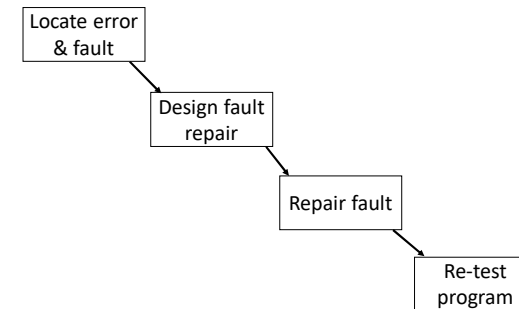 Locate error
& fault
Design fault
repair
Repair fault
Re-test
program